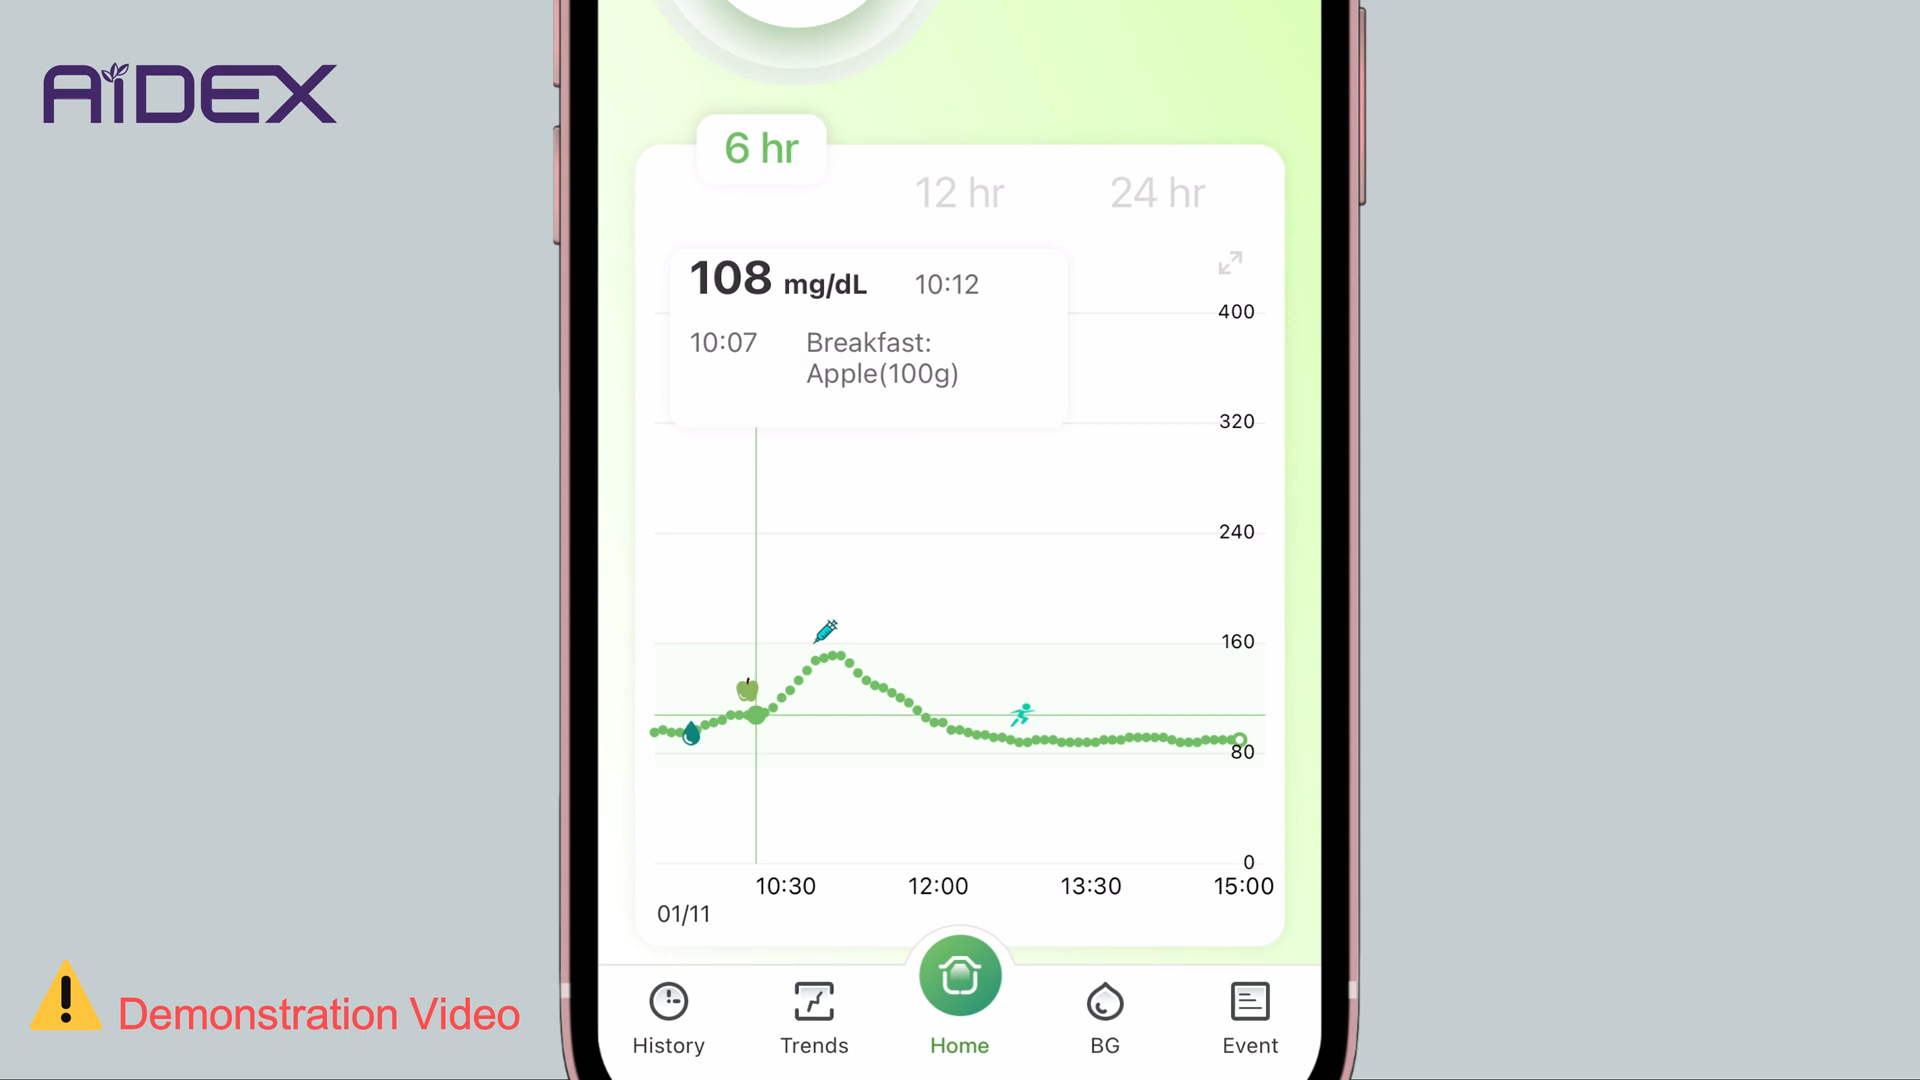 AiDEX
6 hr
12 hr
24 hr
108 mg/dL 10:12
10:07 Breakfast:
Apple(100g)
400
320
240
160
80
0
10:30 12:00 13:30 15:00
01/11
History Trends Home BG Event
Demonstration Video